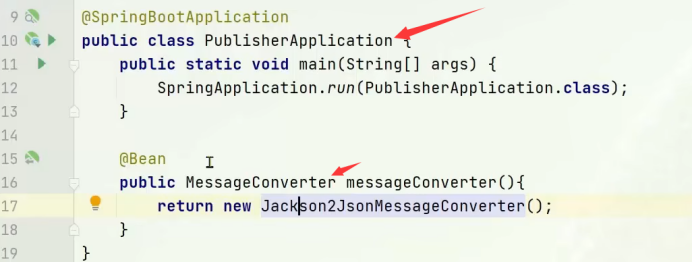 9 @SpringBootApplication
10 public class PublisherApplication {
11 public static void main(String[] args) {
12 SpringApplication.run(PublisherApplication.class);
13 }
14
15 @Bean
16 public MessageConverter messageConverter(){
17 return new Jackson2JsonMessageConverter();
18 }
19 }